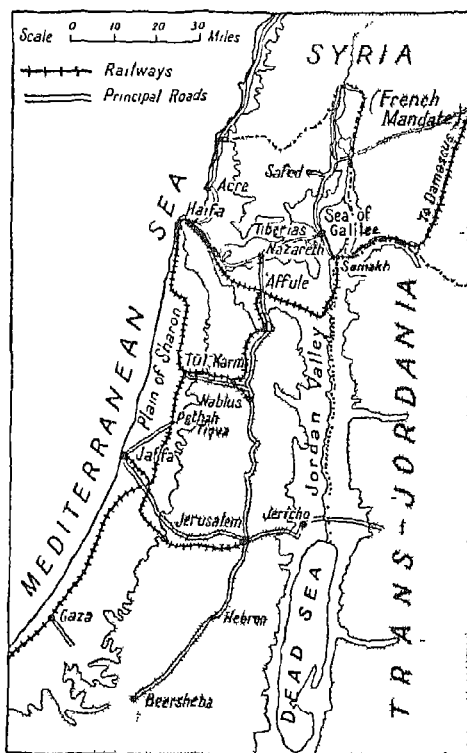 Scale 0 10 20 30 Miles
Railways
Principal Roads
SYRIA
(French
Mandate)
To Damascus
Safed
Acre
Haifa
Sea of
Galilee
Tiberias
Nazareth
Semakh
Affule
MEDITERRANEAN SEA
Plain of Sharon
Tul Karm
Nablus
Pethah
Tiqva
Jaffa
Jordan Valley
TRANS-JORDANIA
Jerusalem
Jericho
Gaza
Hebron
DEAD SEA
Beersheba